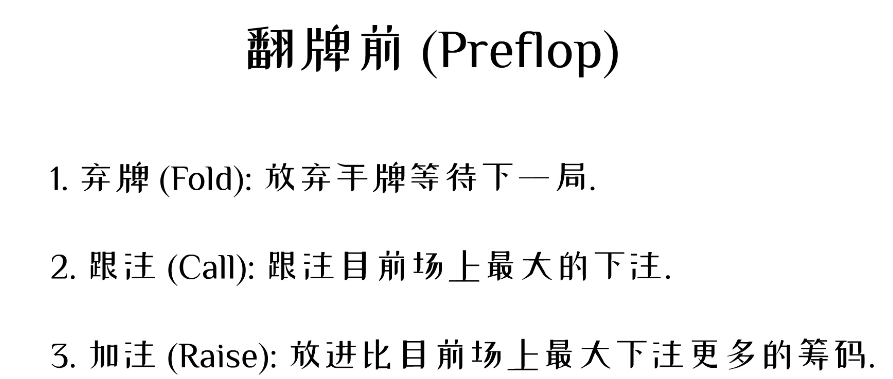 翻牌前 (Preflop)
1. 弃牌 (Fold): 放弃手牌等待下一局.
2. 跟注 (Call): 跟注目前场上最大的下注.
3. 加注 (Raise): 放进比目前场上最大下注更多的筹码.